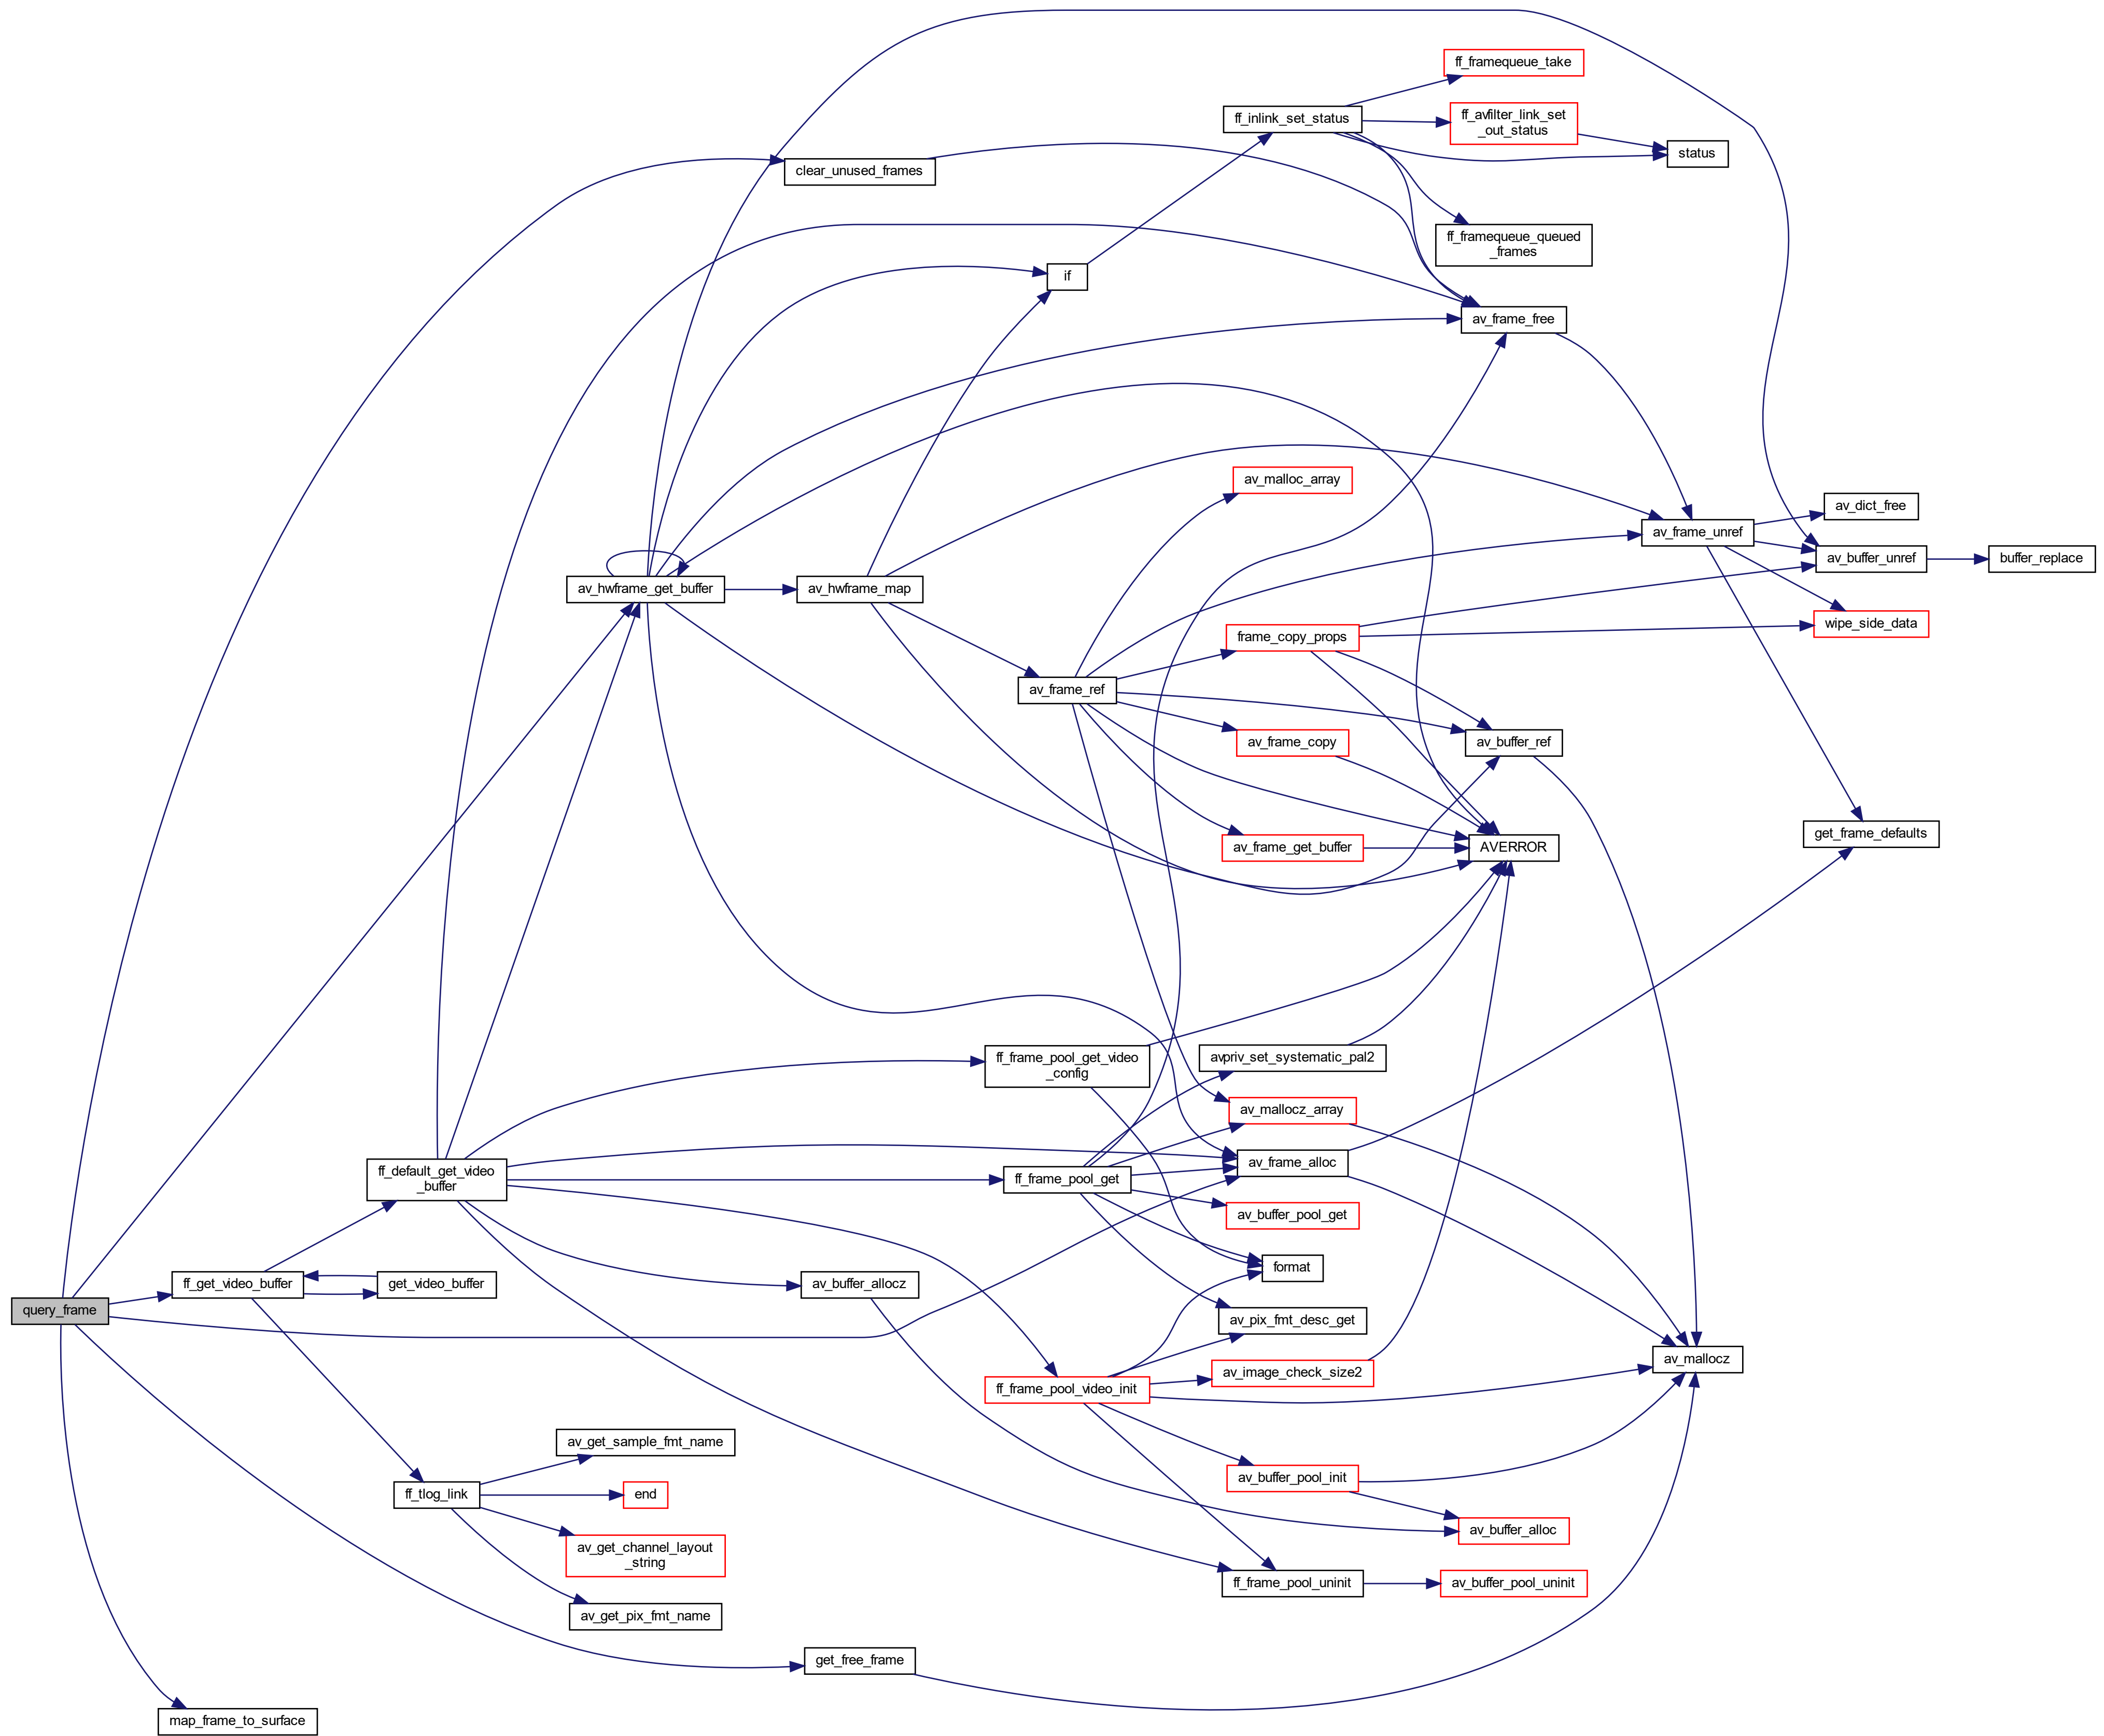 ff_framequeue_take
ff_inlink_set_status
ff_avfilter_link_set
_out_status
status
clear_unused_frames
ff_framequeue_queued
_frames
if
av_frame_free
av_malloc_array
av_dict_free
av_frame_unref
av_buffer_unref
buffer_replace
av_hwframe_get_buffer
av_hwframe_map
wipe_side_data
frame_copy_props
av_frame_ref
av_frame_copy
av_buffer_ref
get_frame_defaults
av_frame_get_buffer
AVERROR
ff_frame_pool_get_video
_config
avpriv_set_systematic_pal2
av_mallocz_array
ff_default_get_video
_buffer
ff_frame_pool_get
av_frame_alloc
av_buffer_pool_get
format
ff_get_video_buffer
get_video_buffer
av_buffer_allocz
query_frame
av_pix_fmt_desc_get
av_mallocz
av_image_check_size2
ff_frame_pool_video_init
av_get_sample_fmt_name
av_buffer_pool_init
ff_tlog_link
end
av_buffer_alloc
av_get_channel_layout
_string
ff_frame_pool_uninit
av_buffer_pool_uninit
av_get_pix_fmt_name
get_free_frame
map_frame_to_surface